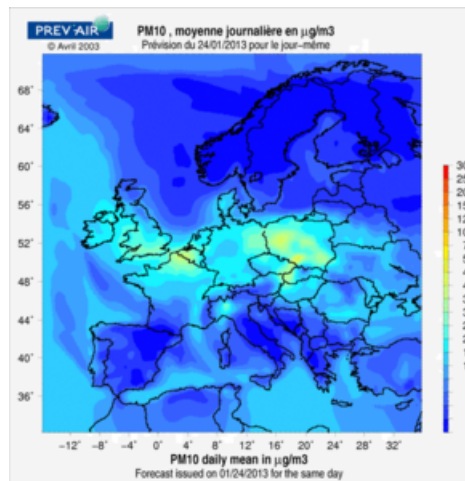 PREV'AIR
© Avril 2003
PM10 , moyenne journalière en µg/m3
Prévision du 24/01/2013 pour le jour-même
68°
64°
60°
56°
52°
48°
44°
40°
36°
-12° -8° -4° 0° 4° 8° 12° 16° 20° 24° 28° 32°
PM10 daily mean in µg/m3
Forecast issued on 01/24/2013 for the same day